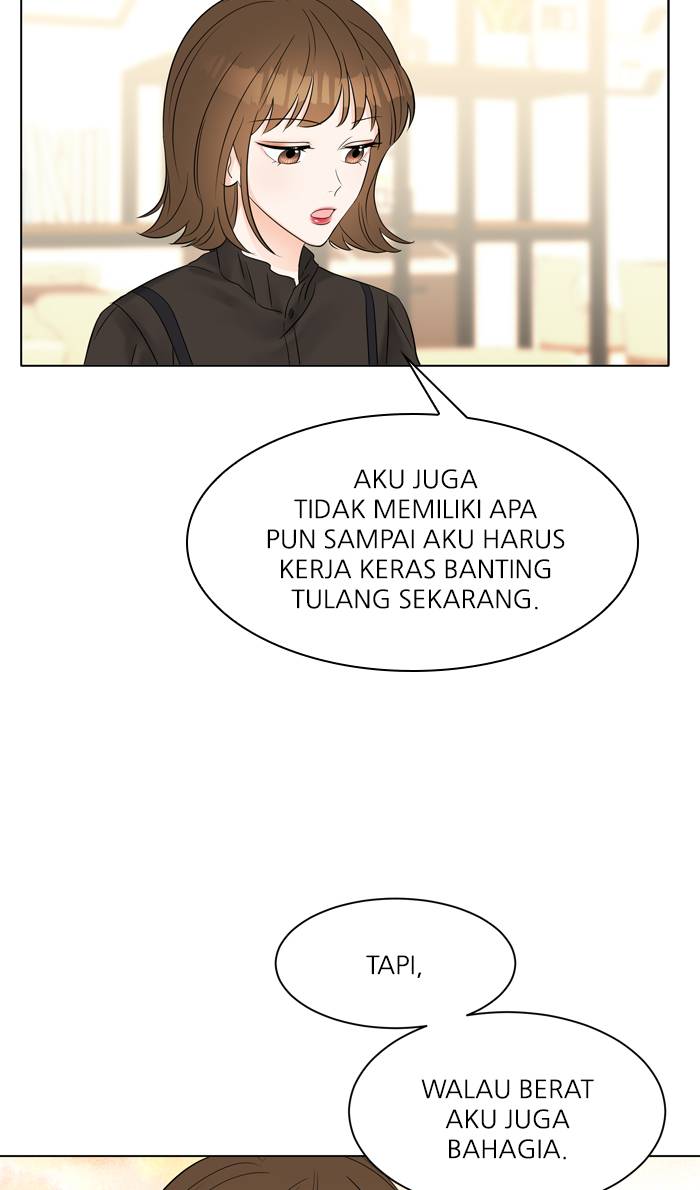 AKU JUGA
TIDAK MEMILIKI APA
PUN SAMPAI AKU HARUS
KERJA KERAS BANTING
TULANG SEKARANG.
TAPI,
WALAU BERAT
AKU JUGA
BAHAGIA.